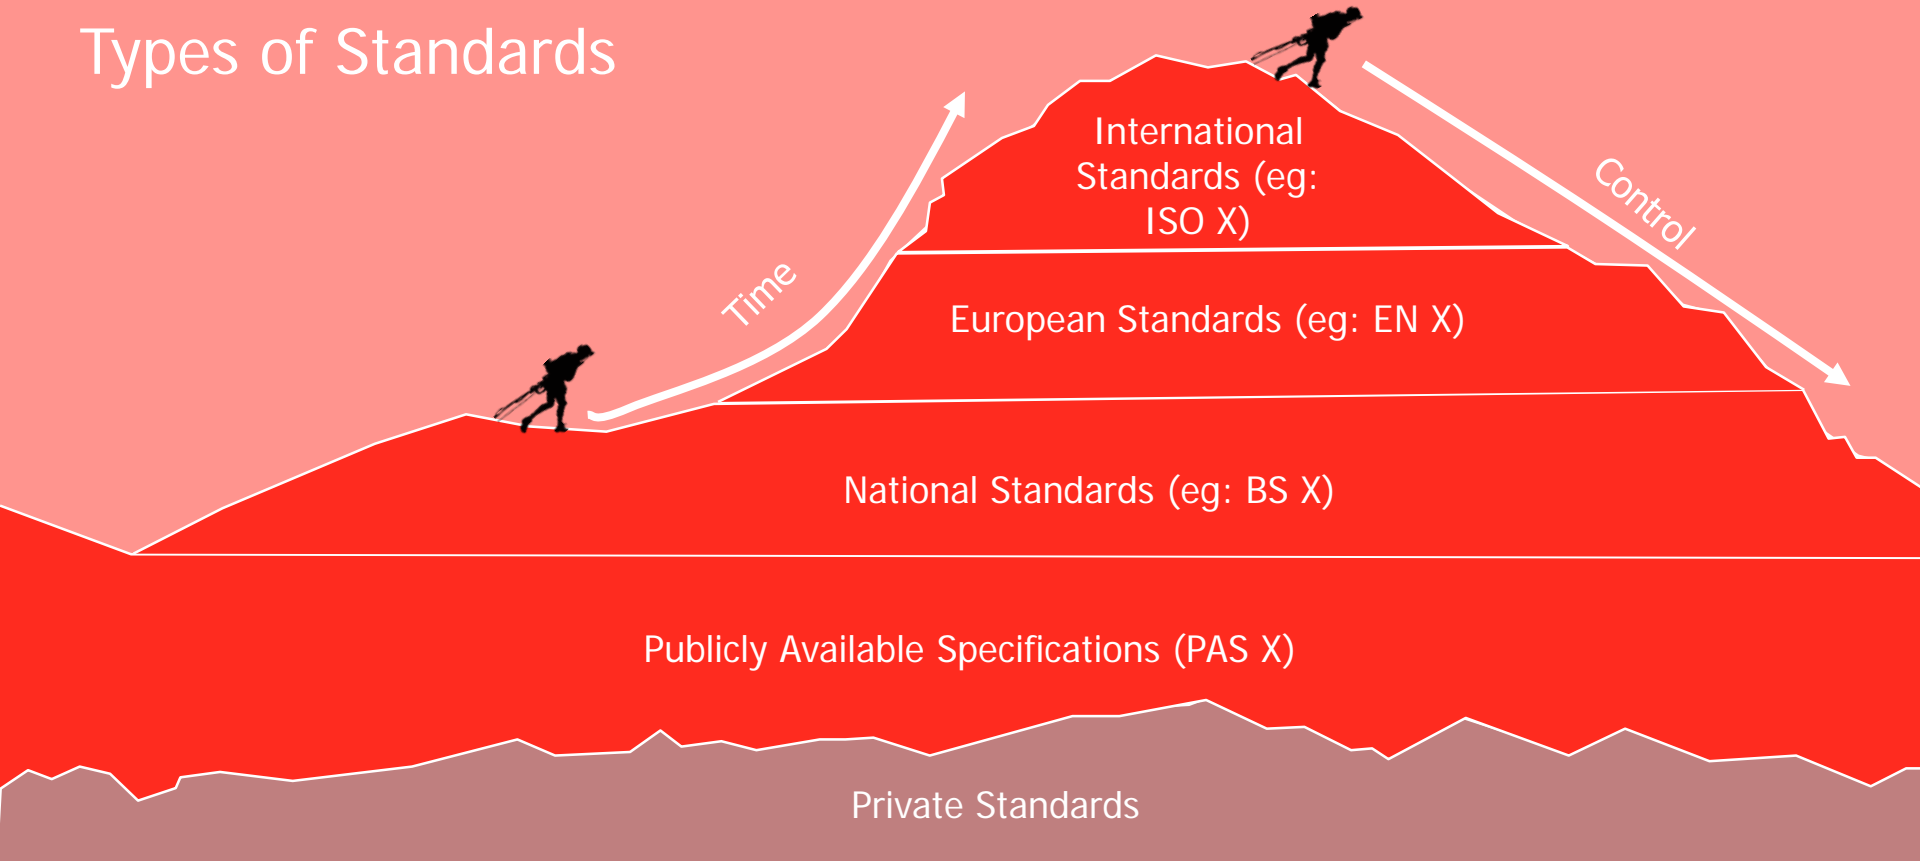 Types of Standards
International
Standards (eg:
ISO X)
Control
Time
European Standards (eg: EN X)
National Standards (eg: BS X)
Publicly Available Specifications (PAS X)
Private Standards